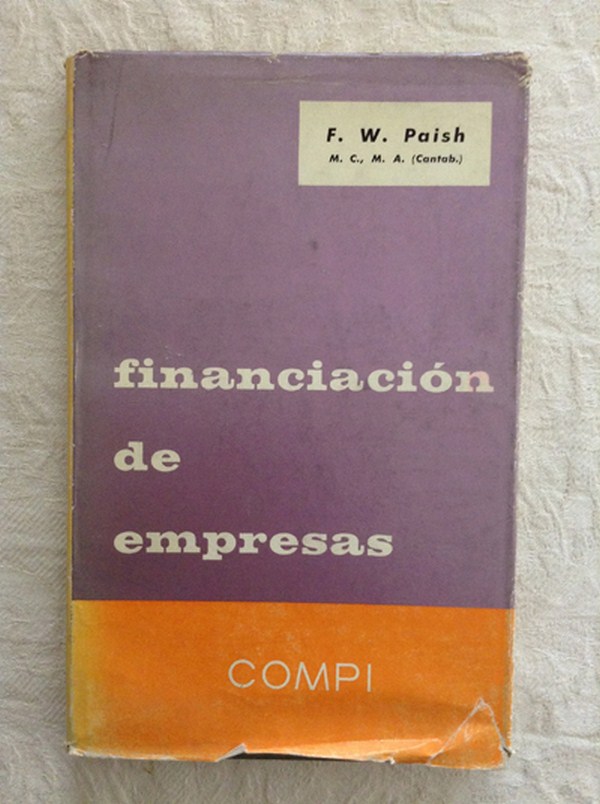 F. W. Paish
M. C., M. A. (Cantab.)
financiación
de
empresas
COMPI